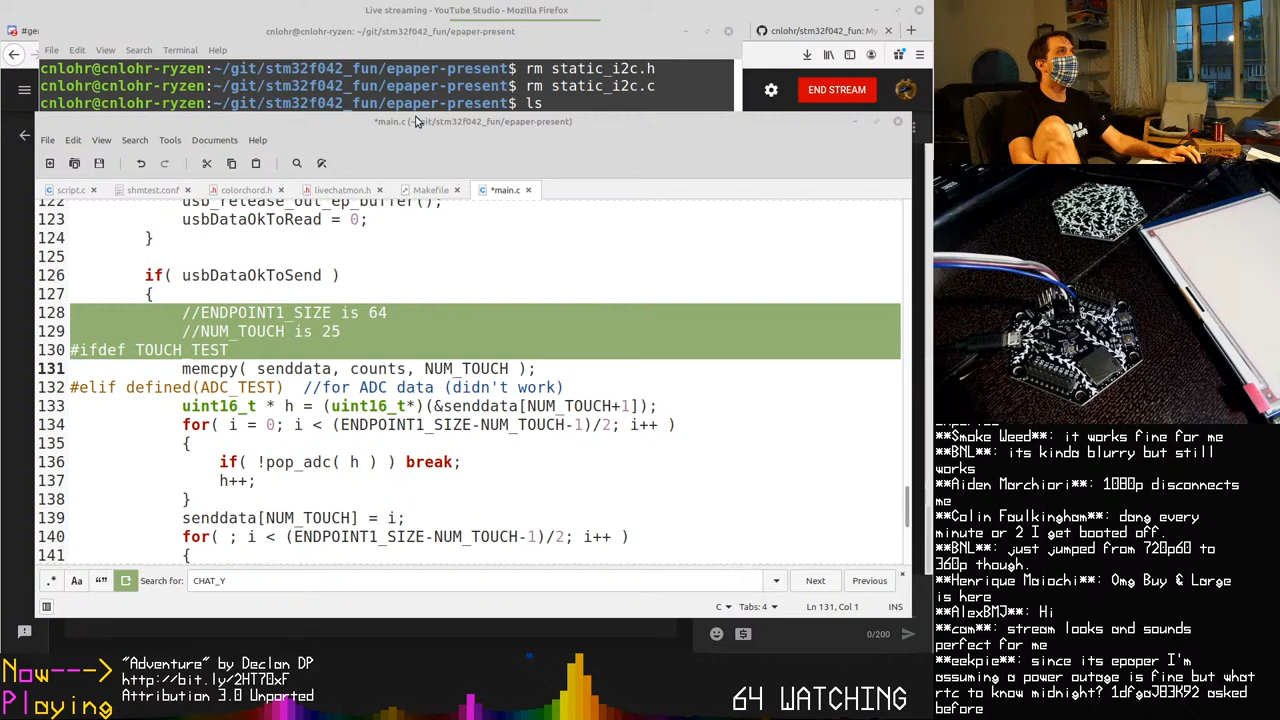 Live streaming - YouTube Studio - Mozilla Firefox
cnlohr@cnlohr-ryzen: ~/git/stm32f042_fun/epaper-present
cnlohr/stm32f042_fun: My
File Edit View Search Terminal Help
cnlohr@cnlohr-ryzen:~/git/stm32f042_fun/epaper-present$ rm static_i2c.h
cnlohr@cnlohr-ryzen:~/git/stm32f042_fun/epaper-present$ rm static_i2c.c
cnlohr@cnlohr-ryzen:~/git/stm32f042_fun/epaper-present$ ls
END STREAM
*main.c (~/git/stm32f042_fun/epaper-present)
File Edit View Search Tools Documents Help
script.c shmtest.conf colorchord.h livechatmon.h Makefile *main.c
122 usb_release_out_ep_buffer();
123 usbDataOkToRead = 0;
124 }
125
126 if( usbDataOkToSend )
127 {
128 //ENDPOINT1_SIZE is 64
129 //NUM_TOUCH is 25
130 #ifdef TOUCH_TEST
131 memcpy( senddata, counts, NUM_TOUCH );
132 #elif defined(ADC_TEST) //for ADC data (didn't work)
133 uint16_t * h = (uint16_t*)(&senddata[NUM_TOUCH+1]);
134 for( i = 0; i < (ENDPOINT1_SIZE-NUM_TOUCH-1)/2; i++ )
135 {
136 if( !pop_adc( h ) ) break;
137 h++;
138 }
139 senddata[NUM_TOUCH] = i;
140 for( ; i < (ENDPOINT1_SIZE-NUM_TOUCH-1)/2; i++ )
141 {
.* Aa “” Search for: CHAT_Y Next Previous
C Tabs: 4 Ln 131, Col 1 INS
0/200
**Smoke Weed**: it works fine for me
**BNL**: its kinda blurry but still
works
**Aiden Marchiori**: 1080p disconnects
me
**Colin Faulkingham**: dang every
minute or 2 I get booted off.
**BNL**: just jumped from 720p60 to
360p though.
**Henrique Maiochi**: Omg Buy & Large
is here
**AlexBMJ**: Hi
**cam**: stream looks and sounds
perfect for me
**eekpie**: since its epaper I'm
assuming a power outage is fine but what
rtc to know midnight? 1dfgaJ03K92 asked
before
Now--->
Playing
"Adventure" by Declan DP
http://bit.ly/2HT70xF
Attribution 3.0 Unported
64 WATCHING